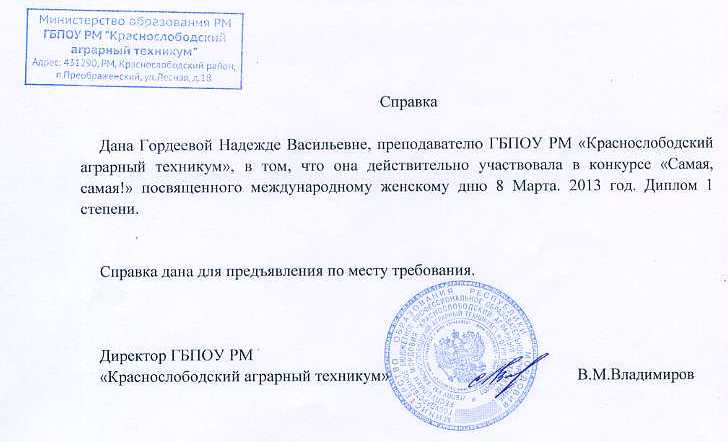 Министерство образования РМ
ГБПОУ РМ "Краснослободский
аграрный техникум"
Адрес: 431290, РМ, Краснослободский район,
п.Преображенский, ул.Лесная, д.18
Справка
Дана Гордеевой Надежде Васильевне, преподавателю ГБПОУ РМ «Краснослободский
аграрный техникум», в том, что она действительно участвовала в конкурсе «Самая,
самая!» посвященного международному женскому дню 8 Марта. 2013 год. Диплом 1
степени.
Справка дана для предъявления по месту требования.
Директор ГБПОУ РМ
«Краснослободский аграрный техникум»
В.М.Владимиров